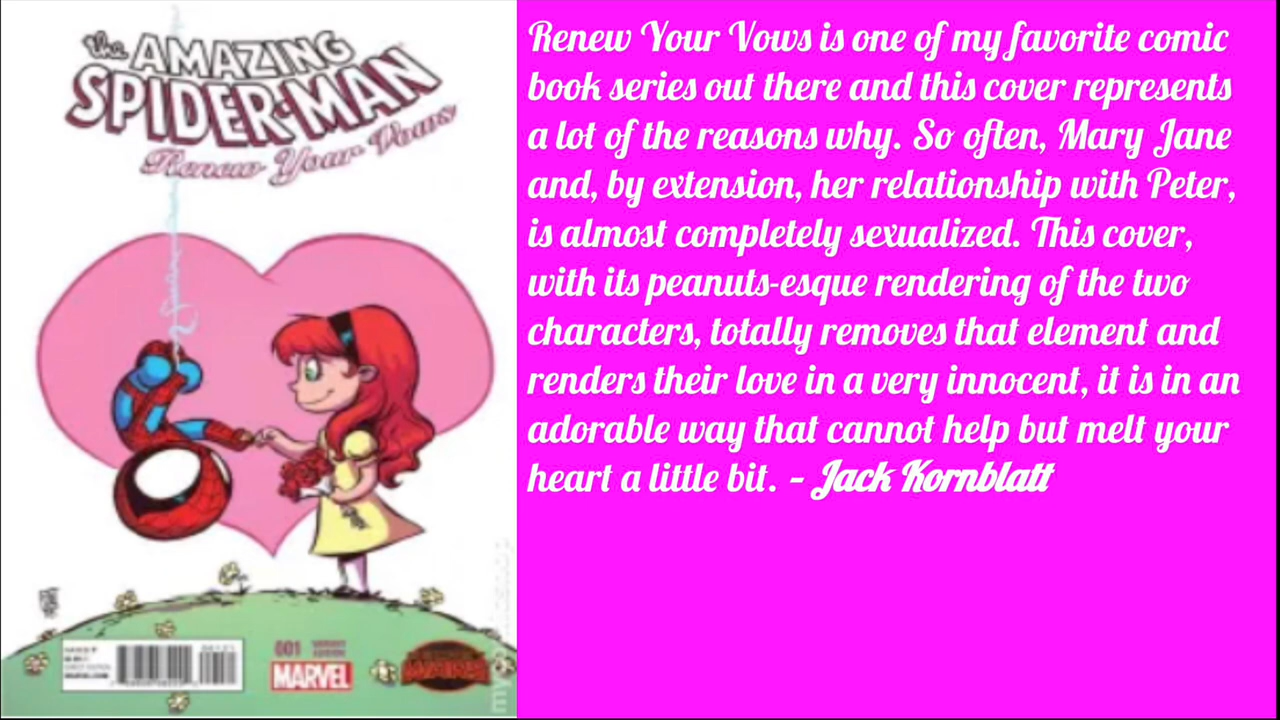 the AMAZING
SPIDER-MAN
Renew Your Vows
001
VARIANT
EDITION
MARVEL
Renew Your Vows is one of my favorite comic
book series out there and this cover represents
a lot of the reasons why. So often, Mary Jane
and, by extension, her relationship with Peter,
is almost completely sexualized. This cover,
with its peanuts-esque rendering of the two
characters, totally removes that element and
renders their love in a very innocent, it is in an
adorable way that cannot help but melt your
heart a little bit. - Jack Kornblatt